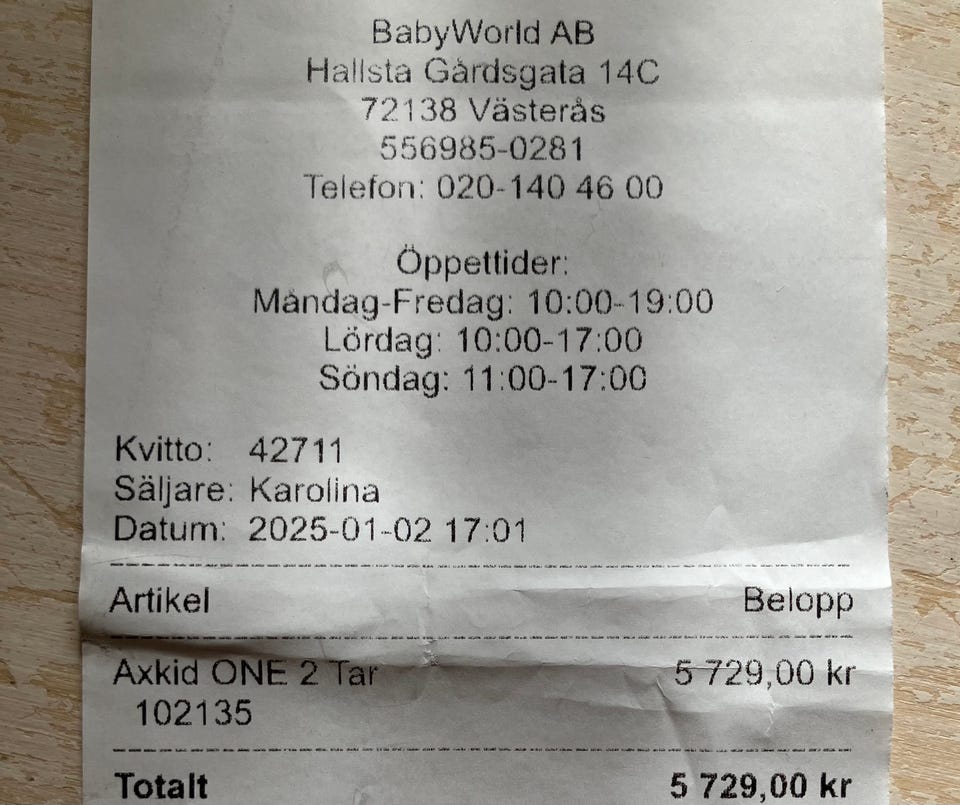 BabyWorld AB
Hallsta Gårdsgata 14C
72138 Västerås
556985-0281
Telefon: 020-140 46 00
Öppettider:
Måndag-Fredag: 10:00-19:00
Lördag: 10:00-17:00
Söndag: 11:00-17:00
Kvitto: 42711
Säljare: Karolina
Datum: 2025-01-02 17:01
Artikel Belopp
Axkid ONE 2 Tar 5 729,00 kr
102135
Totalt 5 729,00 kr